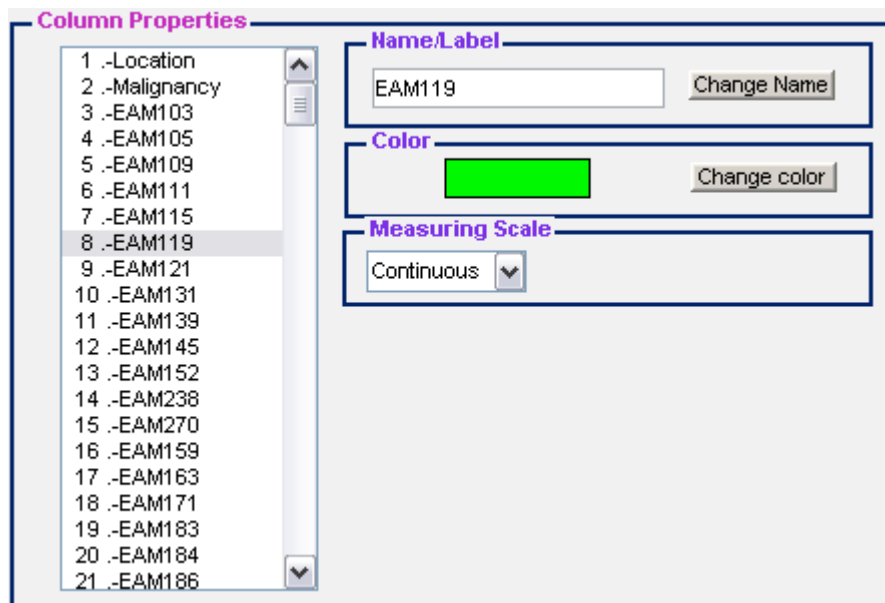 Column Properties
1 .-Location
2 .-Malignancy
3 .-EAM103
4 .-EAM105
5 .-EAM109
6 .-EAM111
7 .-EAM115
8 .-EAM119
9 .-EAM121
10 .-EAM131
11 .-EAM139
12 .-EAM145
13 .-EAM152
14 .-EAM238
15 .-EAM270
16 .-EAM159
17 .-EAM163
18 .-EAM171
19 .-EAM183
20 .-EAM184
21 .-EAM186
Name/Label
EAM119
Change Name
Color
Change color
Measuring Scale
Continuous